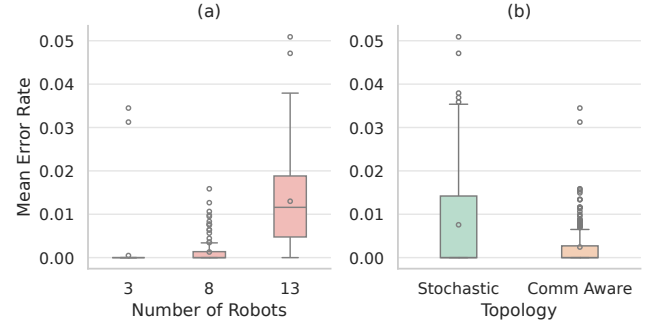 (a)
Mean Error Rate
0.05
0.04
0.03
0.02
0.01
0.00
3 8 13
Number of Robots
(b)
0.05
0.04
0.03
0.02
0.01
0.00
Stochastic Comm Aware
Topology